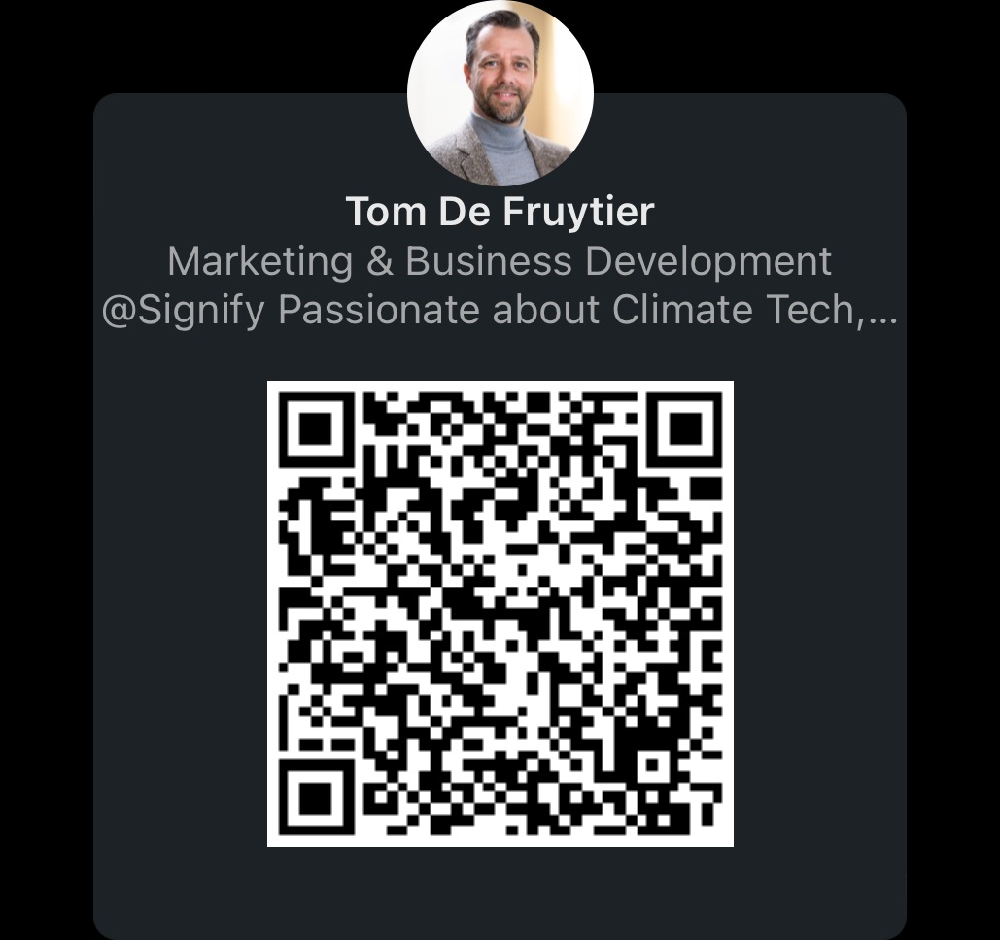 Tom De Fruytier
Marketing & Business Development
@Signify Passionate about Climate Tech,...